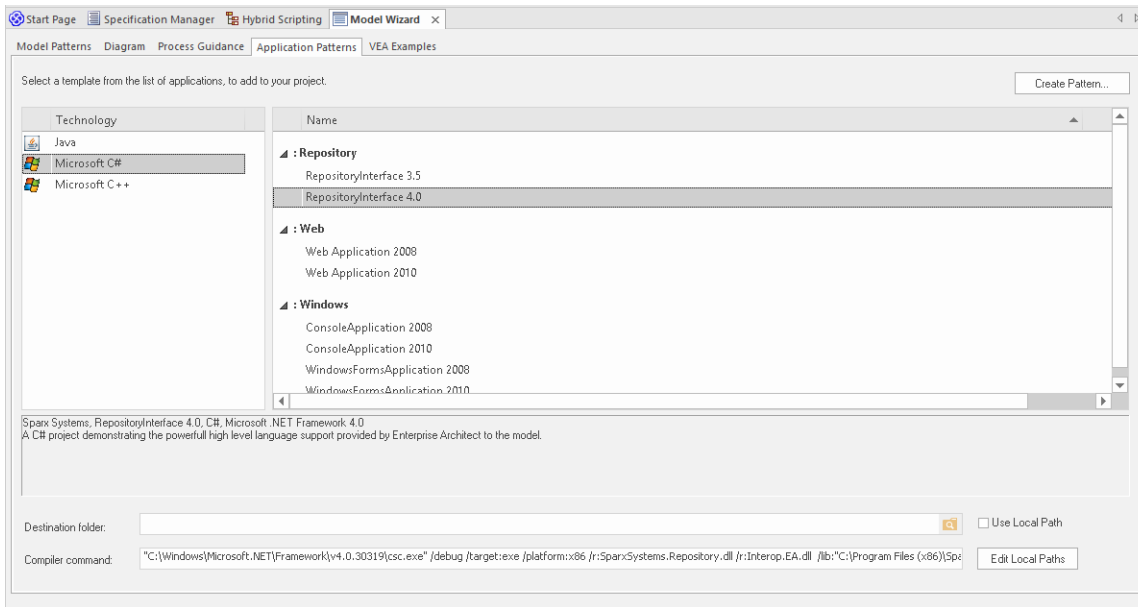 Start Page Specification Manager Hybrid Scripting Model Wizard ×
Model Patterns Diagram Process Guidance Application Patterns VEA Examples
Select a template from the list of applications, to add to your project.
Create Pattern...
Technology
Java
Microsoft C#
Microsoft C++
Name
: Repository
RepositoryInterface 3.5
RepositoryInterface 4.0
: Web
Web Application 2008
Web Application 2010
: Windows
ConsoleApplication 2008
ConsoleApplication 2010
WindowsFormsApplication 2008
WindowsFormsApplication 2010
Sparx Systems, RepositoryInterface 4.0, C#, Microsoft .NET Framework 4.0
A C# project demonstrating the powerfull high level language support provided by Enterprise Architect to the model.
Destination folder:
Use Local Path
Compiler command: "C:\Windows\Microsoft.NET\Framework\v4.0.30319\csc.exe" /debug /target:exe /platform:x86 /r:SparxSystems.Repository.dll /r:Interop.EA.dll /lib:"C:\Program Files (x86)\Spa
Edit Local Paths